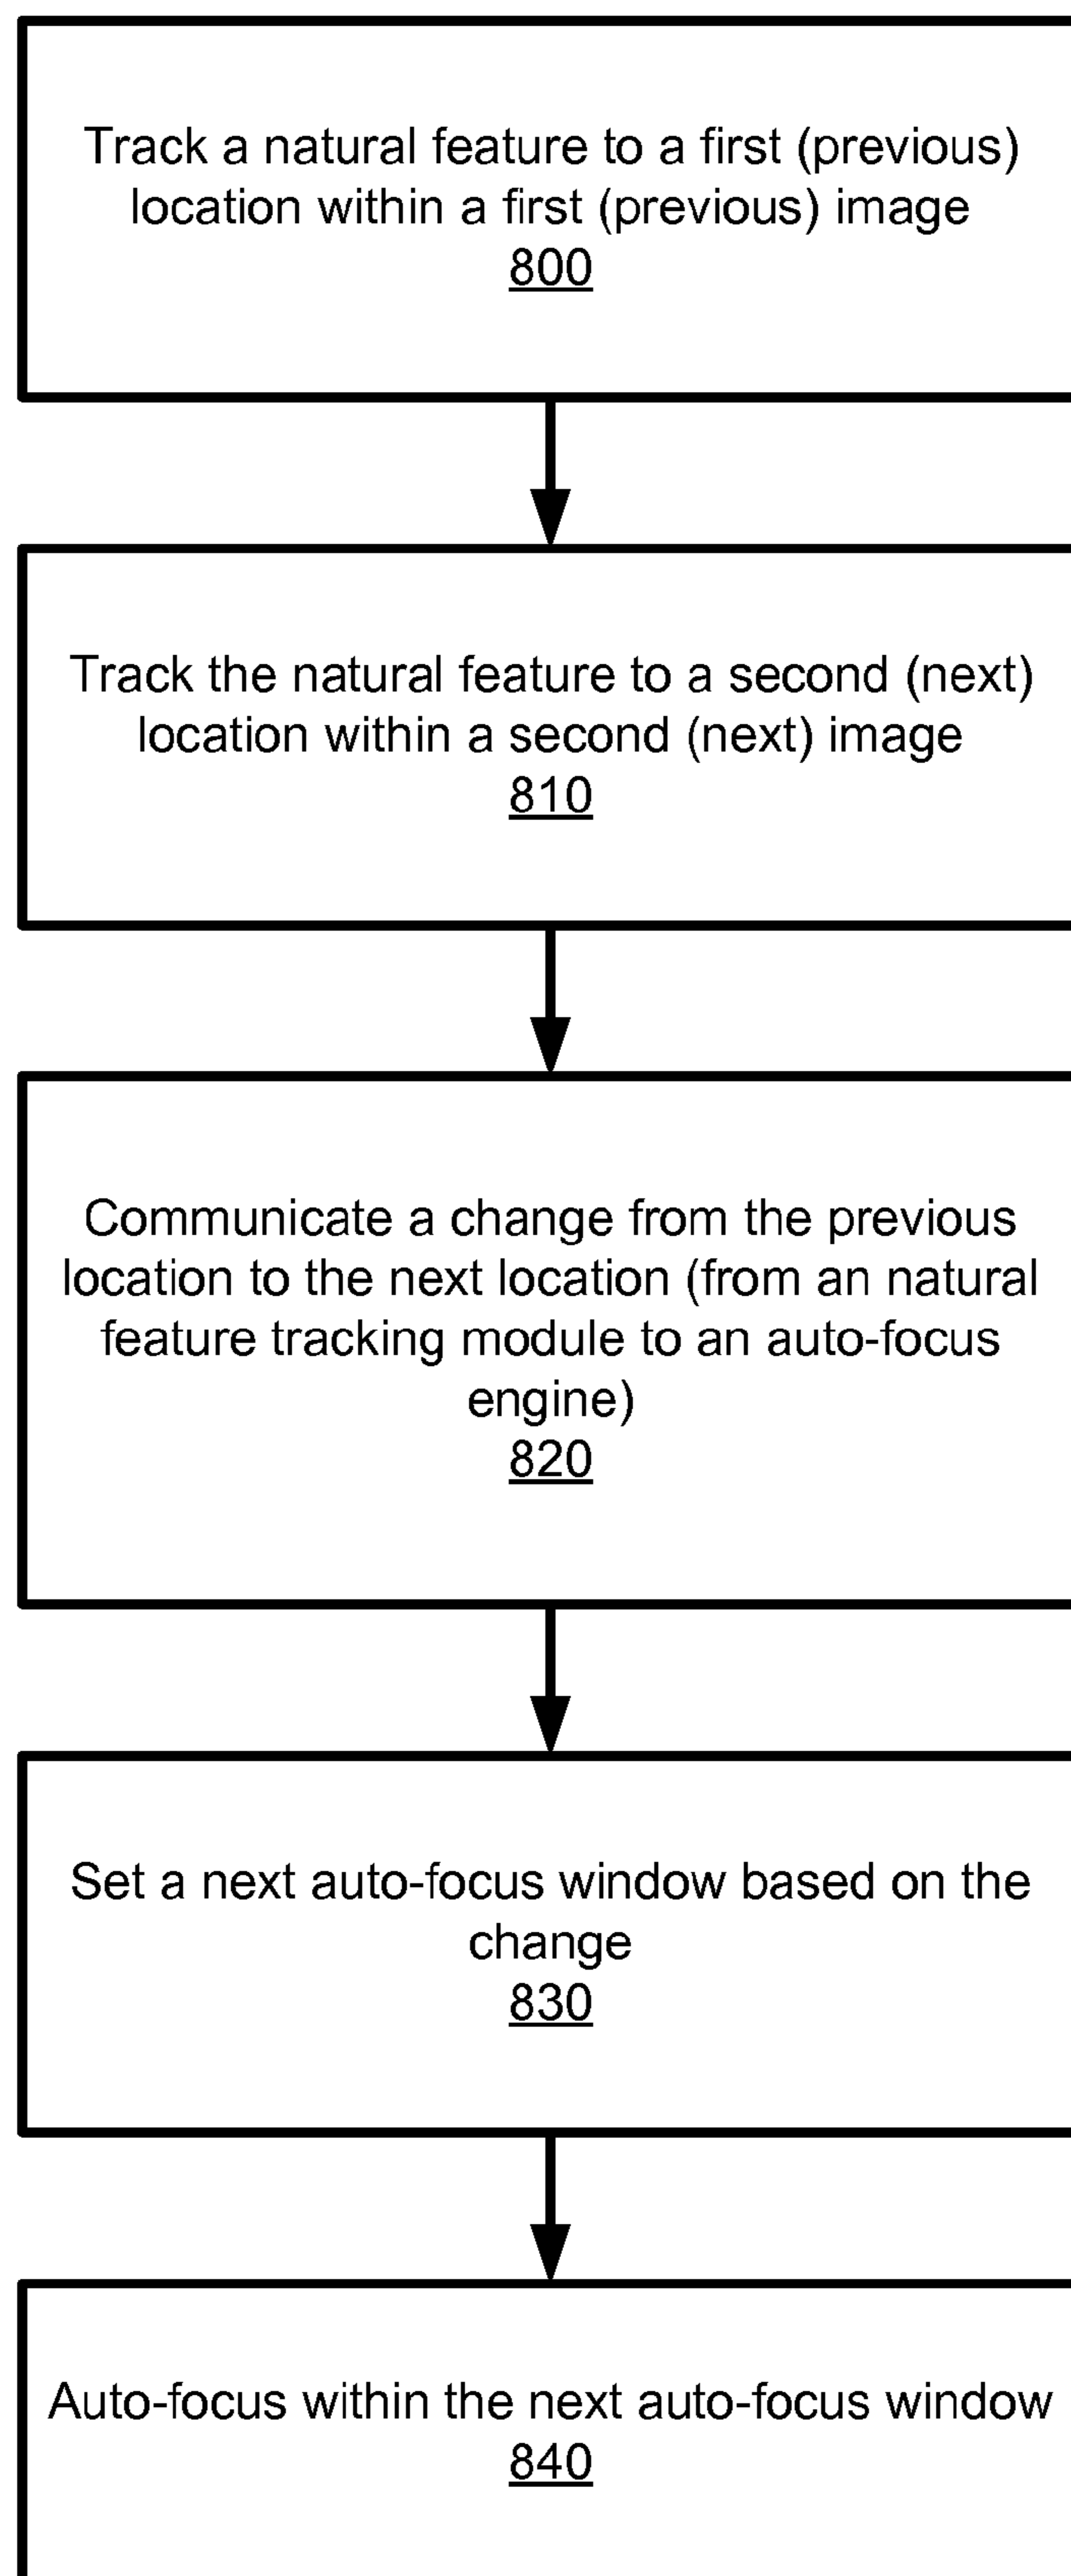 Track a natural feature to a first (previous)
location within a first (previous) image
800
Track the natural feature to a second (next)
location within a second (next) image
810
Communicate a change from the previous
location to the next location (from an natural
feature tracking module to an auto-focus
engine)
820
Set a next auto-focus window based on the
change
830
Auto-focus within the next auto-focus window
840